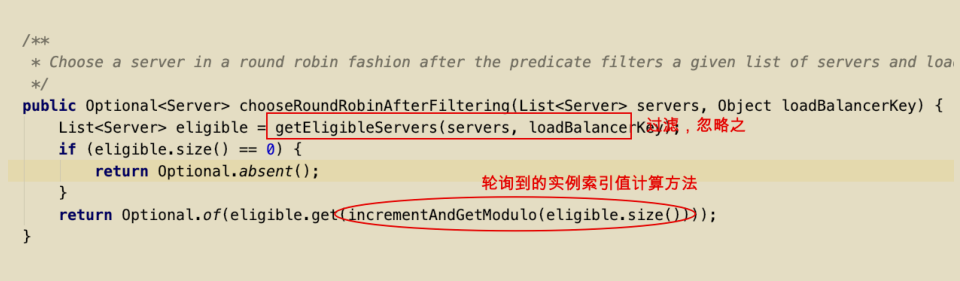 /**
* Choose a server in a round robin fashion after the predicate filters a given list of servers and load
*/
public Optional<Server> chooseRoundRobinAfterFiltering(List<Server> servers, Object loadBalancerKey) {
List<Server> eligible = getEligibleServers(servers, loadBalancerKey); 过滤，忽略之
if (eligible.size() == 0) {
return Optional.absent();
}
轮询到的实例索引值计算方法
return Optional.of(eligible.get(incrementAndGetModulo(eligible.size())));
}